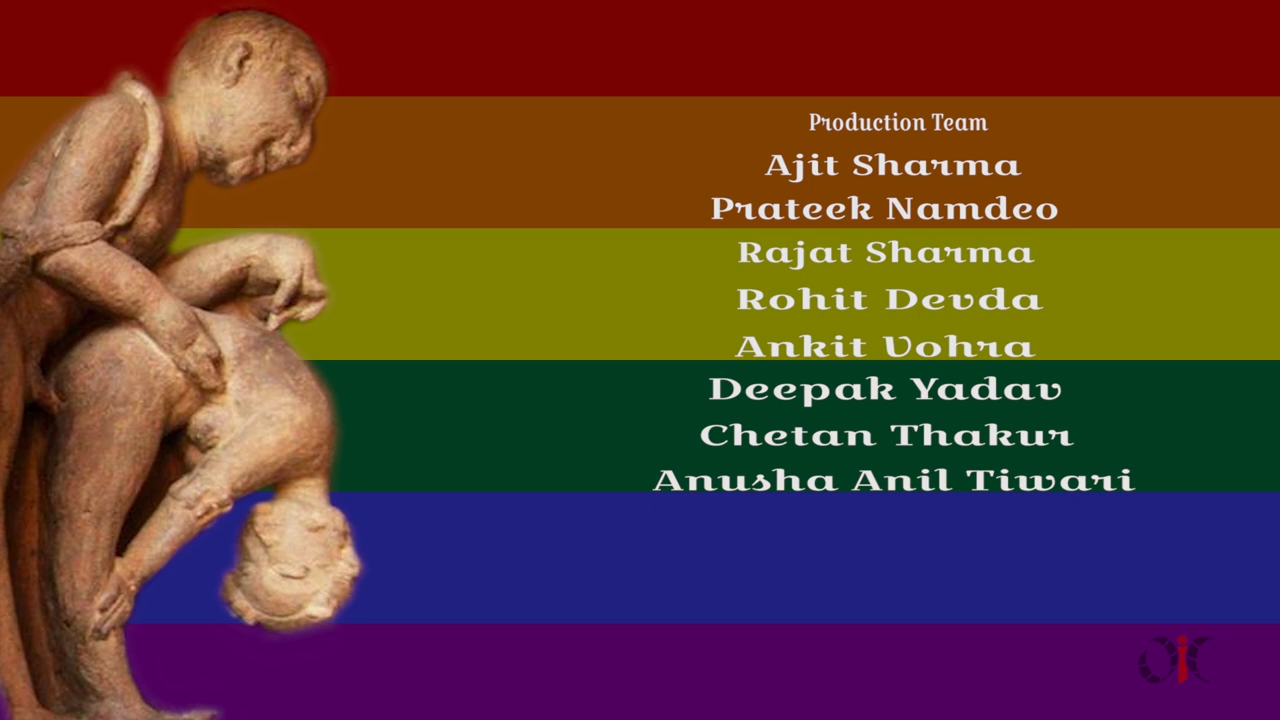 Production Team
Ajit Sharma
Prateek Namdeo
Rajat Sharma
Rohit Devda
Ankit Vohra
Deepak Yadav
Chetan Thakur
Anusha Anil Tiwari